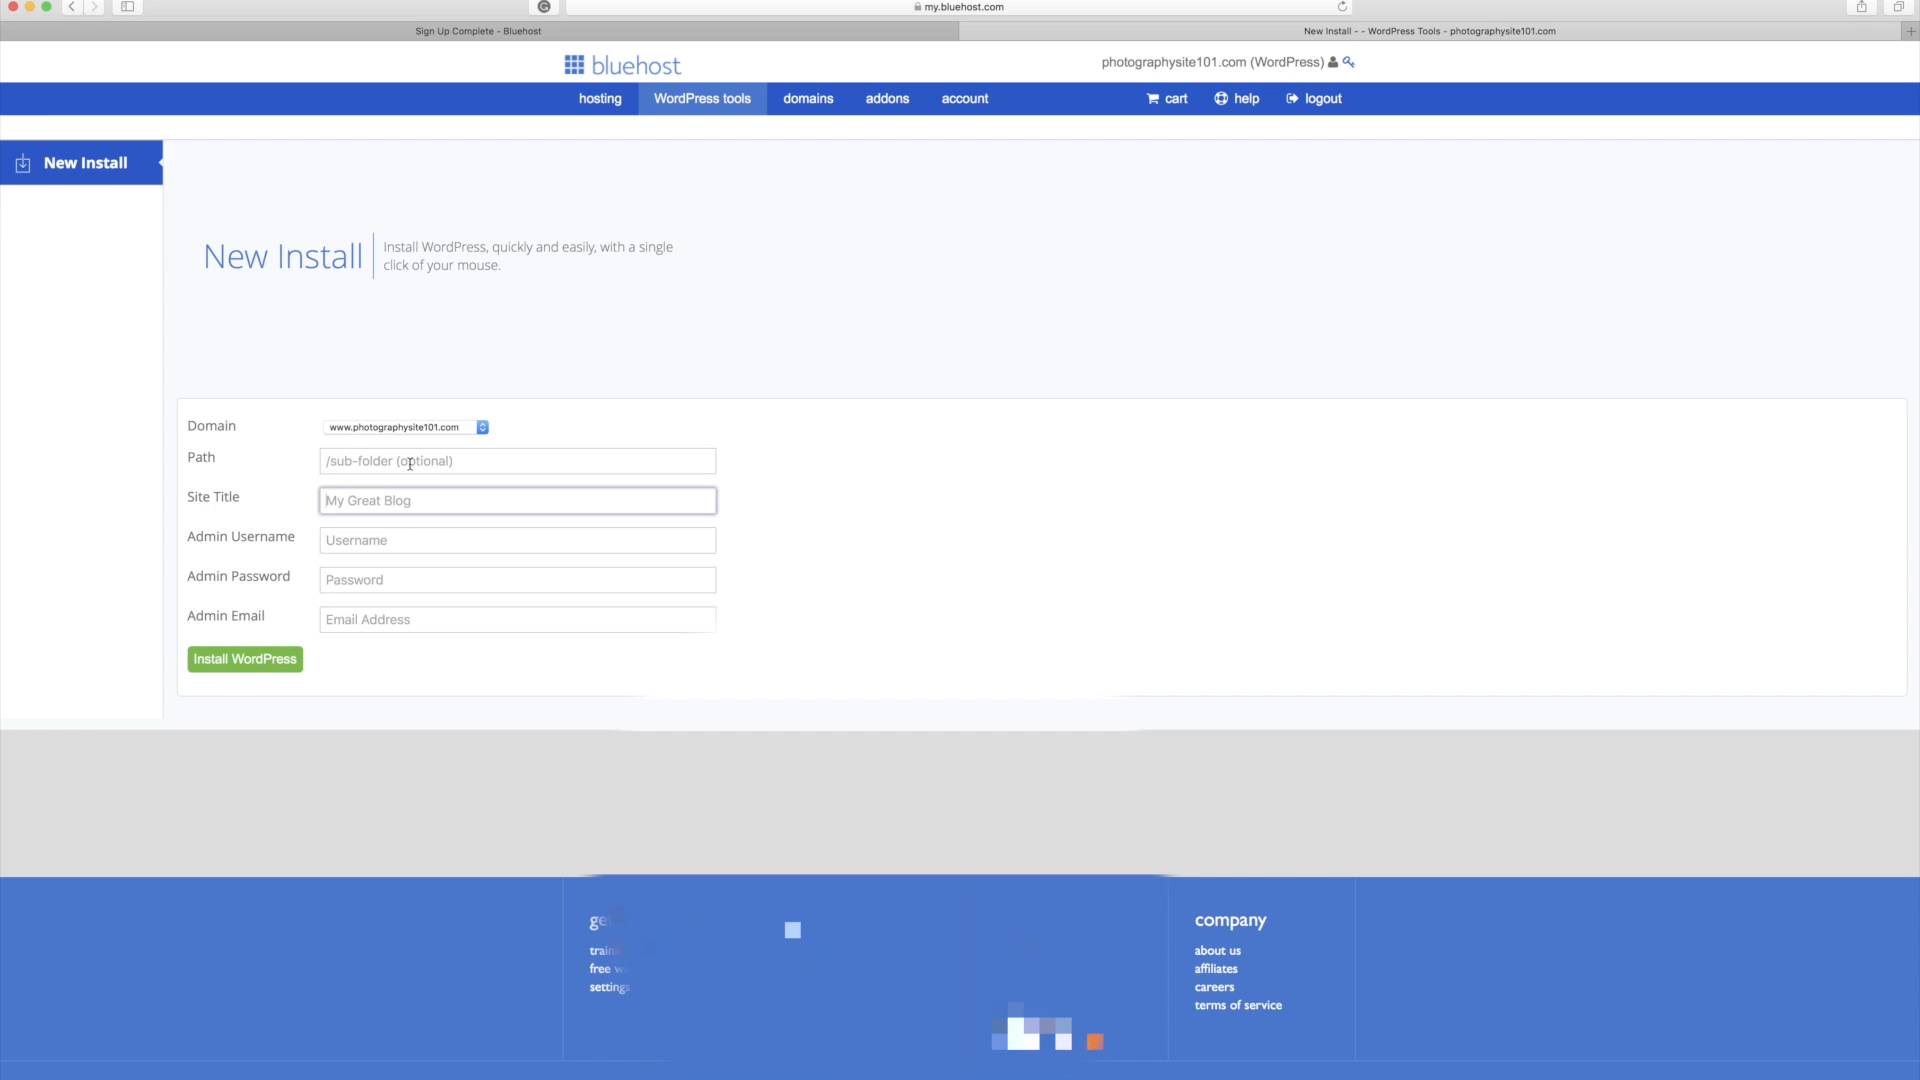 my.bluehost.com
Sign Up Complete - Bluehost
New Install - - WordPress Tools - photographysite101.com
bluehost
photographysite101.com (WordPress)
hosting
WordPress tools
domains
addons
account
cart
help
logout
New Install
New Install
Install WordPress, quickly and easily, with a single
click of your mouse.
Domain
www.photographysite101.com
Path
/sub-folder (optional)
Site Title
My Great Blog
Admin Username
Username
Admin Password
Password
Admin Email
Email Address
Install WordPress
free
settings
company
about us
affiliates
careers
terms of service